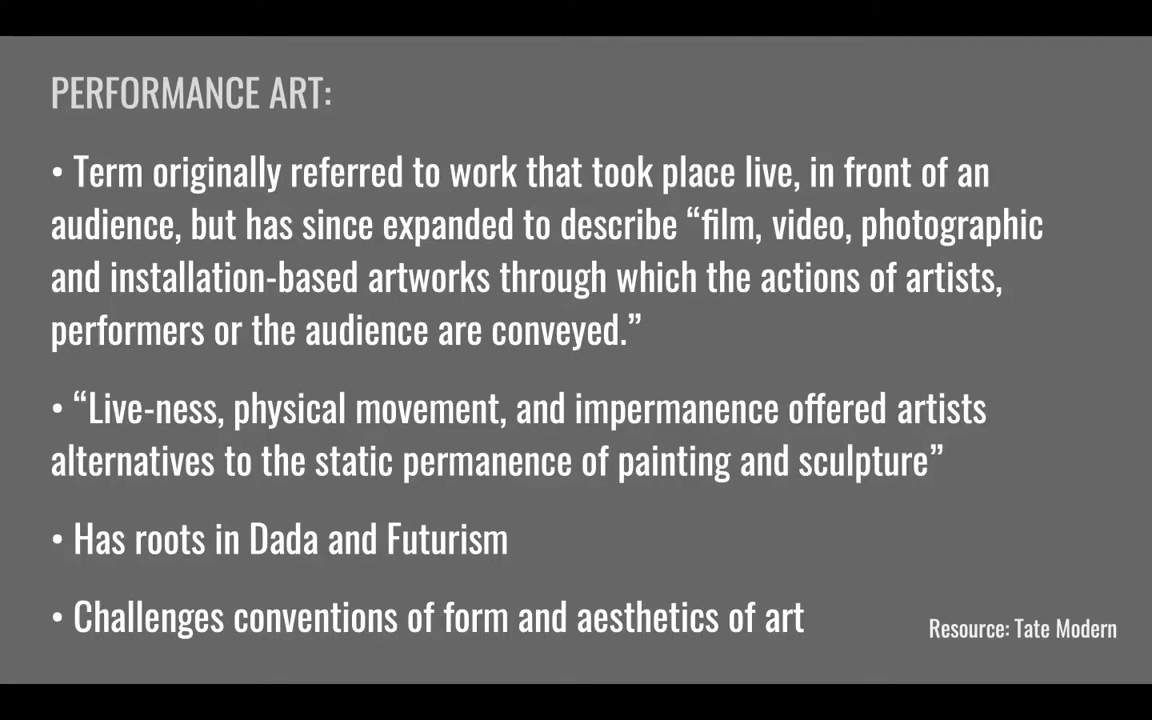 PERFORMANCE ART:
• Term originally referred to work that took place live, in front of an
audience, but has since expanded to describe “film, video, photographic
and installation-based artworks through which the actions of artists,
performers or the audience are conveyed.”
• “Live-ness, physical movement, and impermanence offered artists
alternatives to the static permanence of painting and sculpture”
• Has roots in Dada and Futurism
• Challenges conventions of form and aesthetics of art
Resource: Tate Modern